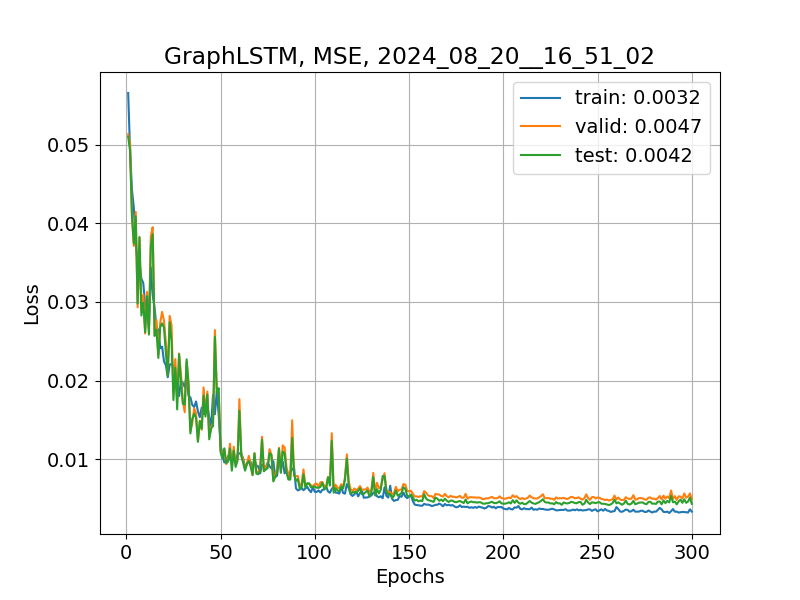 GraphLSTM, MSE, 2024_08_20__16_51_02
train: 0.0032
valid: 0.0047
test: 0.0042
0.05
0.04
0.03
0.02
0.01
Loss
0 50 100 150 200 250 300
Epochs